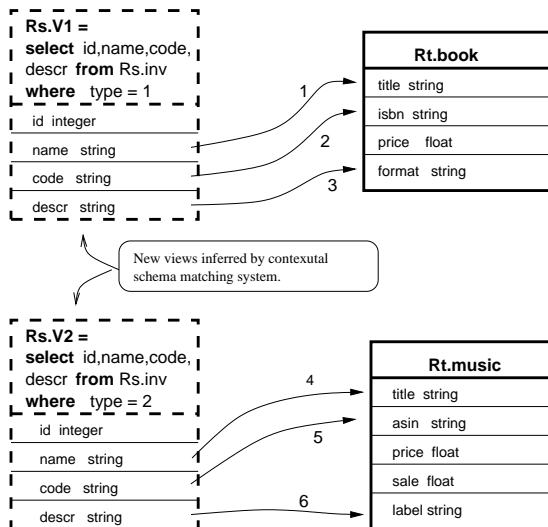 Rs.V1 =
select id,name,code,
descr from Rs.inv
where type = 1
id integer
name string
code string
descr string
1
2
3
Rt.book
title string
isbn string
price float
format string
New views inferred by contexutal
schema matching system.
Rs.V2 =
select id,name,code,
descr from Rs.inv
where type = 2
id integer
name string
code string
descr string
4
5
6
Rt.music
title string
asin string
price float
sale float
label string